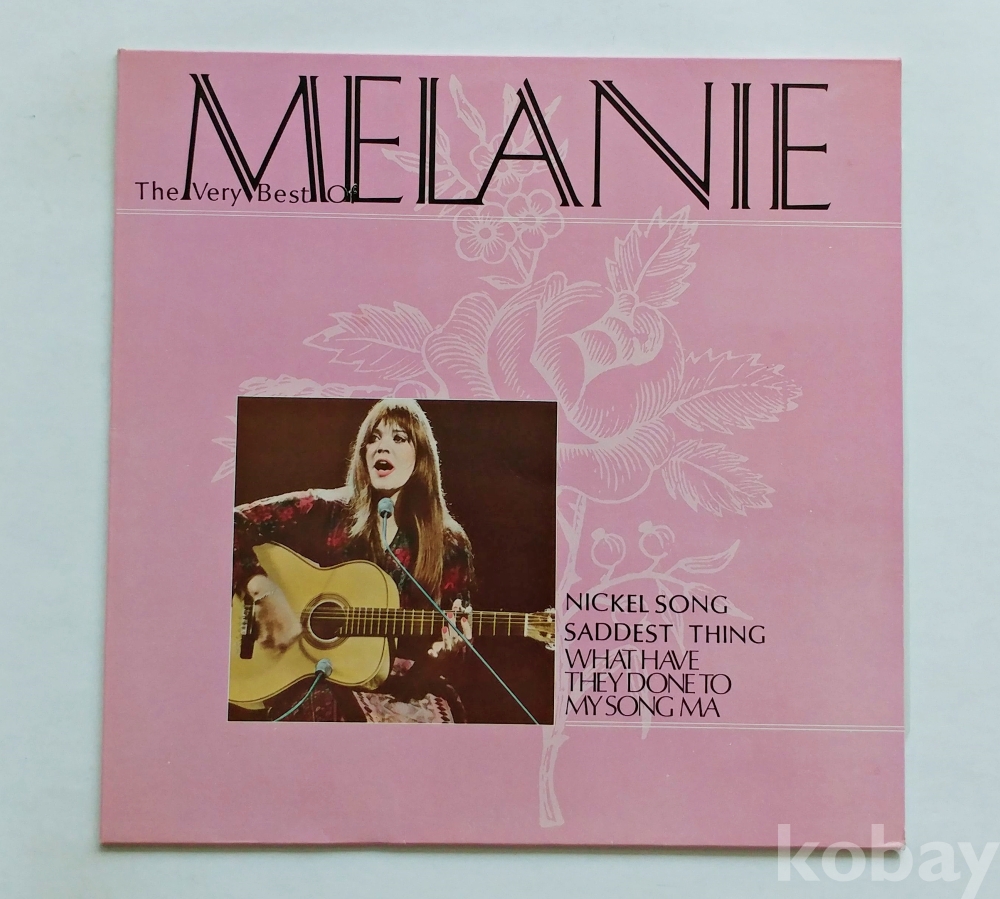 MELANIE
The Very Best Of
NICKEL SONG
SADDEST THING
WHAT HAVE
THEY DONE TO
MY SONG MA
kobay